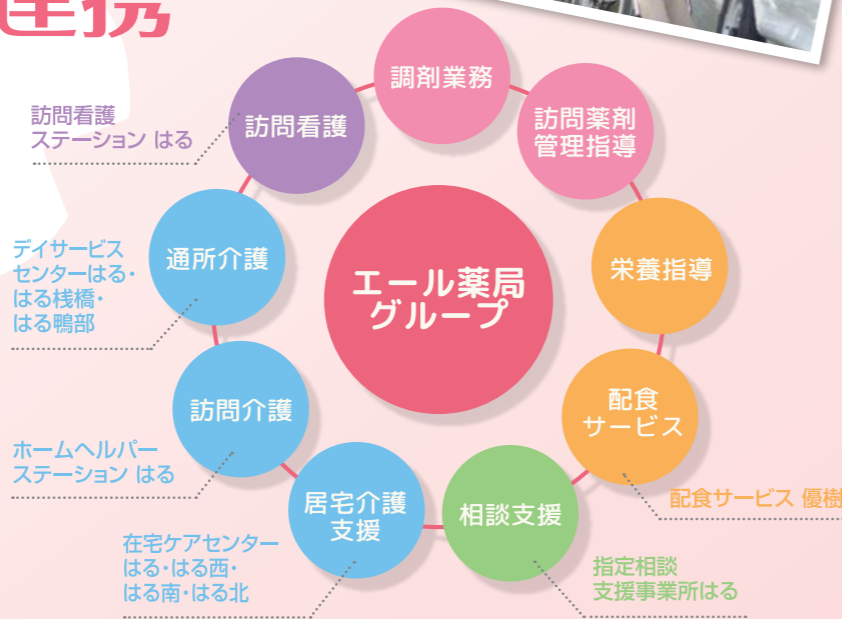 連携
調剤業務
訪問薬剤
管理指導
栄養指導
配食
サービス
配食サービス 優樹
相談支援
指定相談
支援事業所はる
居宅介護
支援
在宅ケアセンター
はる・はる西・
はる南・はる北
訪問介護
ホームヘルパー
ステーション はる
通所介護
デイサービス
センターはる・
はる桟橋・
はる鴨部
訪問看護
訪問看護
ステーション はる
エール薬局
グループ